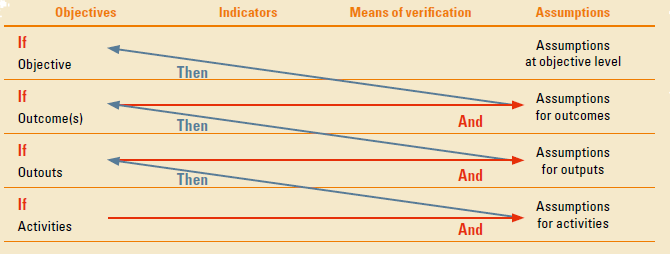 Objectives Indicators Means of verification Assumptions
If
Objective
Then
Assumptions
at objective level
If
Outcome(s)
Then
And
Assumptions
for outcomes
If
Outouts
Then
And
Assumptions
for outputs
If
Activities
And
Assumptions
for activities